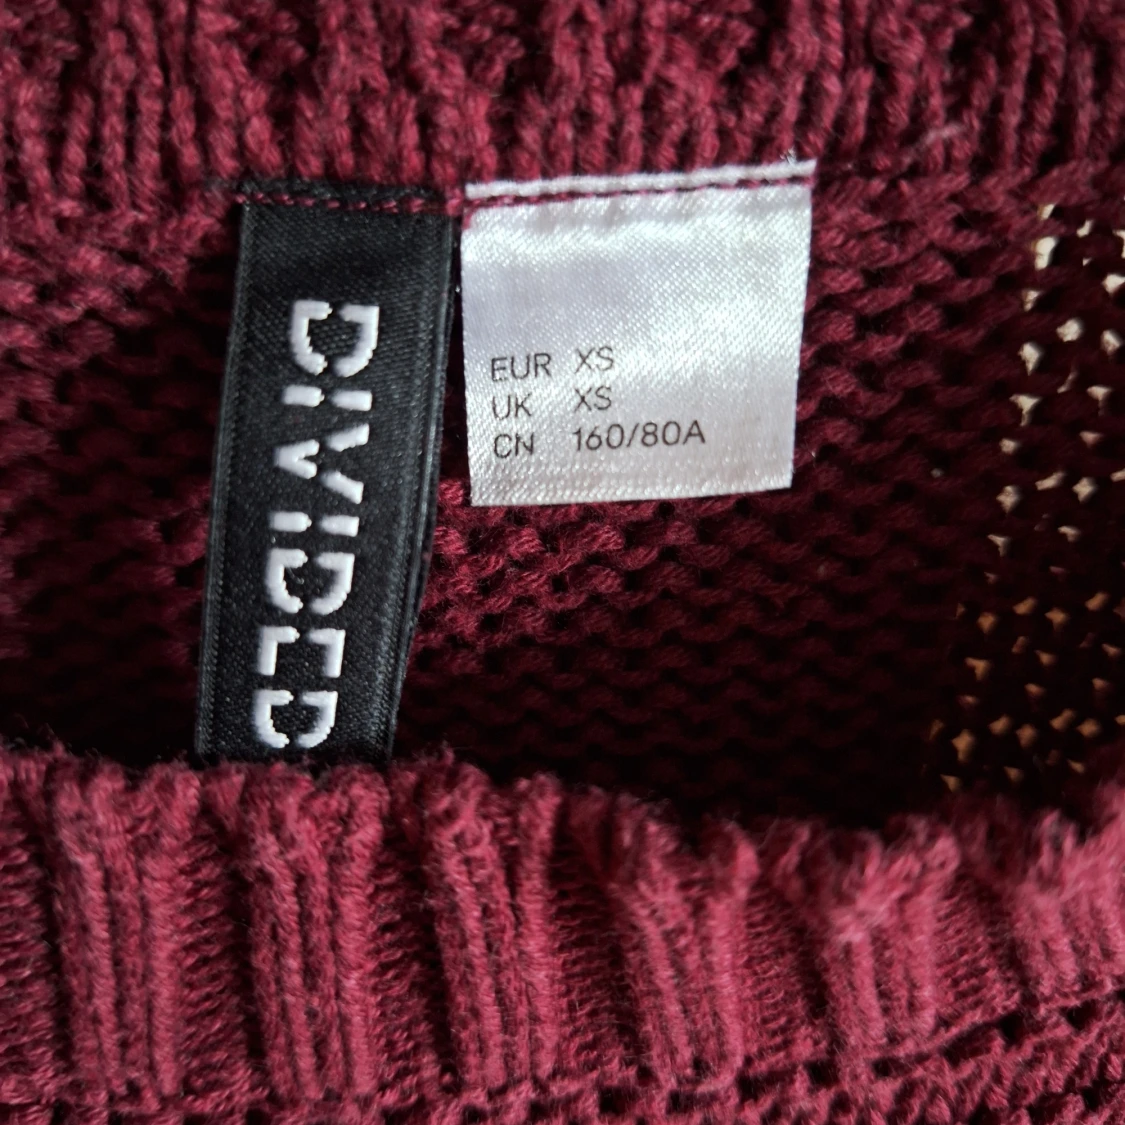 DIVIDED
EUR XS
UK XS
CN 160/80A